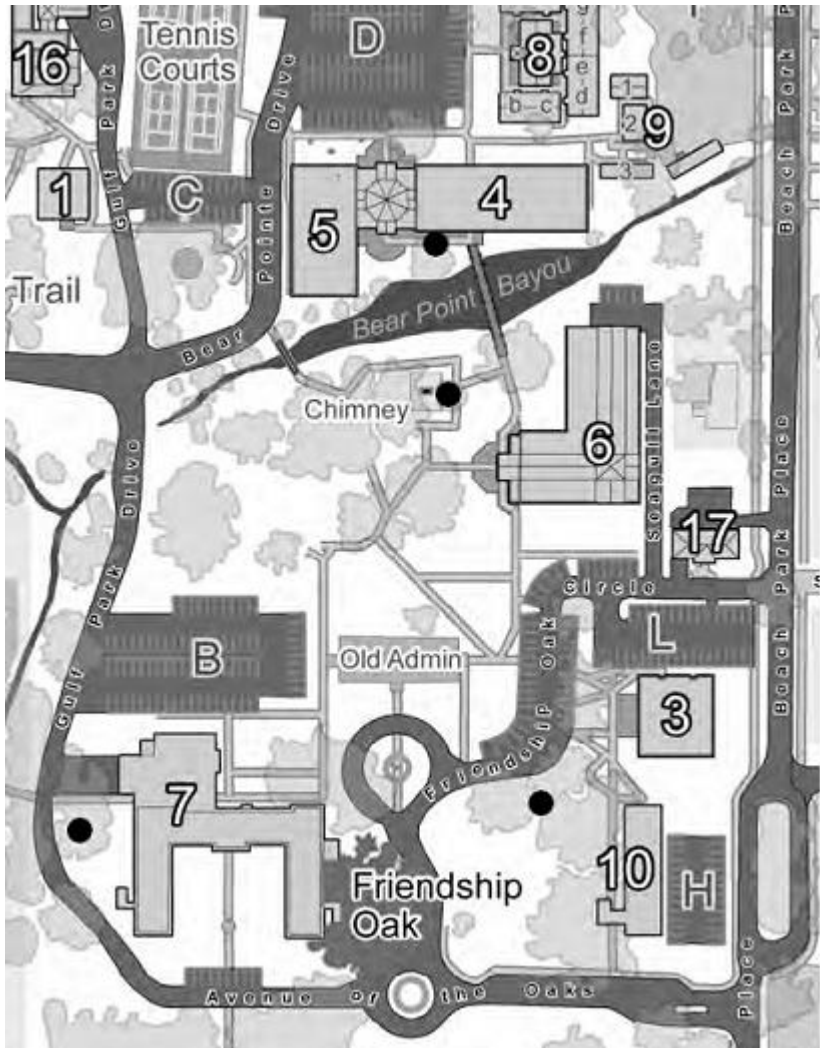 16
Gulf Park Drive
Tennis
Courts
D
8
g
f
e
d
b-c
1
2
9
3
Beach Park Place
1
C
Bear Pointe Drive
5
4
Trail
Bear Point Bayou
Chimney
6
Seagull Lane
17
Gulf Park Drive
B
Old Admin
Friendship Oak Circle
L
Beach Park Place
3
7
Friendship
Oak
10
H
Avenue of the Oaks
Place
S